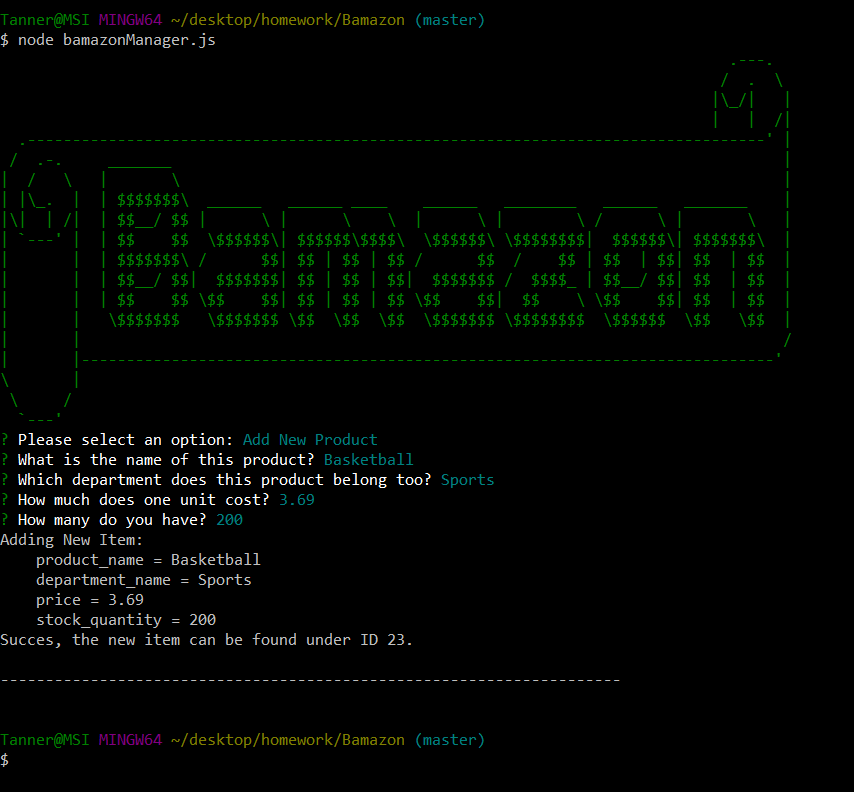 Tanner@MSI MINGW64 ~/desktop/homework/Bamazon (master)
$ node bamazonManager.js
Bamazon
? Please select an option: Add New Product
? What is the name of this product? Basketball
? Which department does this product belong too? Sports
? How much does one unit cost? 3.69
? How many do you have? 200
Adding New Item:
    product_name = Basketball
    department_name = Sports
    price = 3.69
    stock_quantity = 200
Succes, the new item can be found under ID 23.
---------------------------------------------------------------------
Tanner@MSI MINGW64 ~/desktop/homework/Bamazon (master)
$